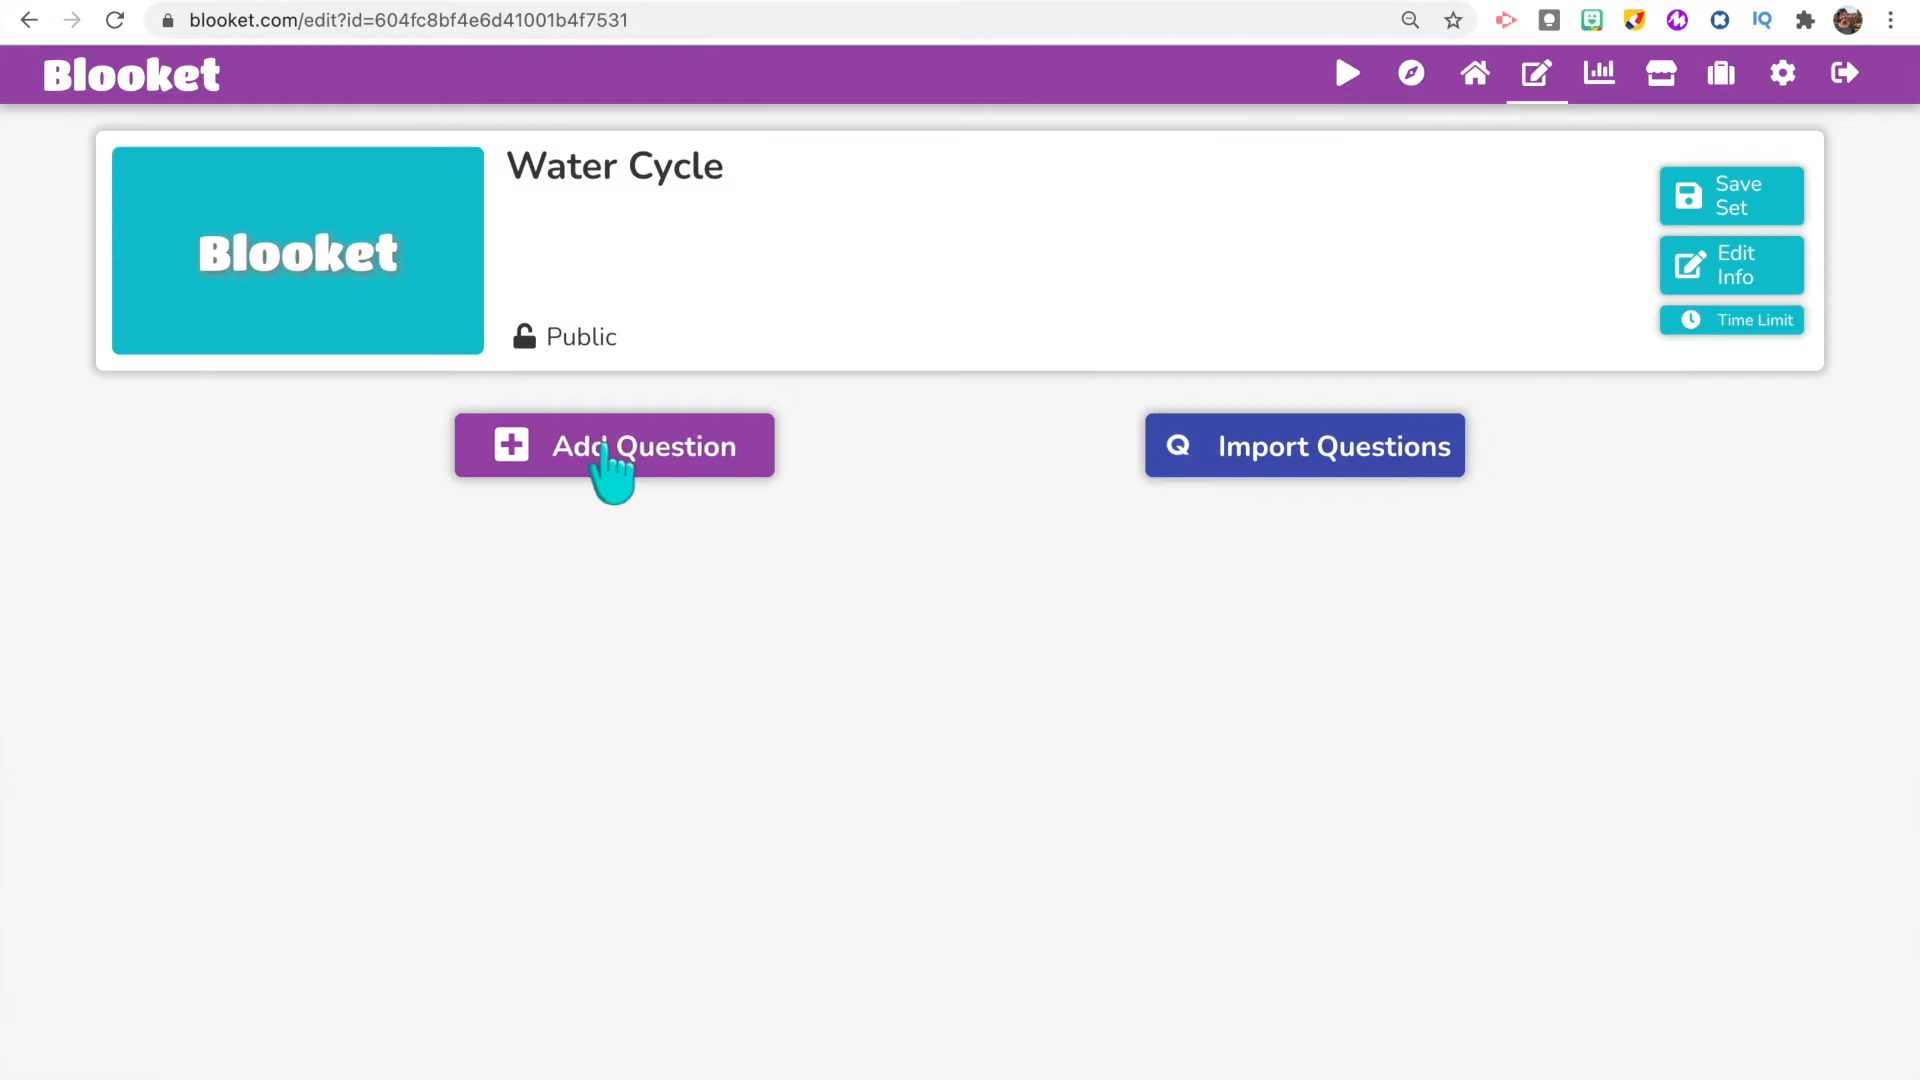 blooket.com/edit?id=604fc8bf4e6d41001b4f7531
IQ
Blooket
Water Cycle
Blooket
Public
Save
Set
Edit
Info
Time Limit
Add Question
Q Import Questions